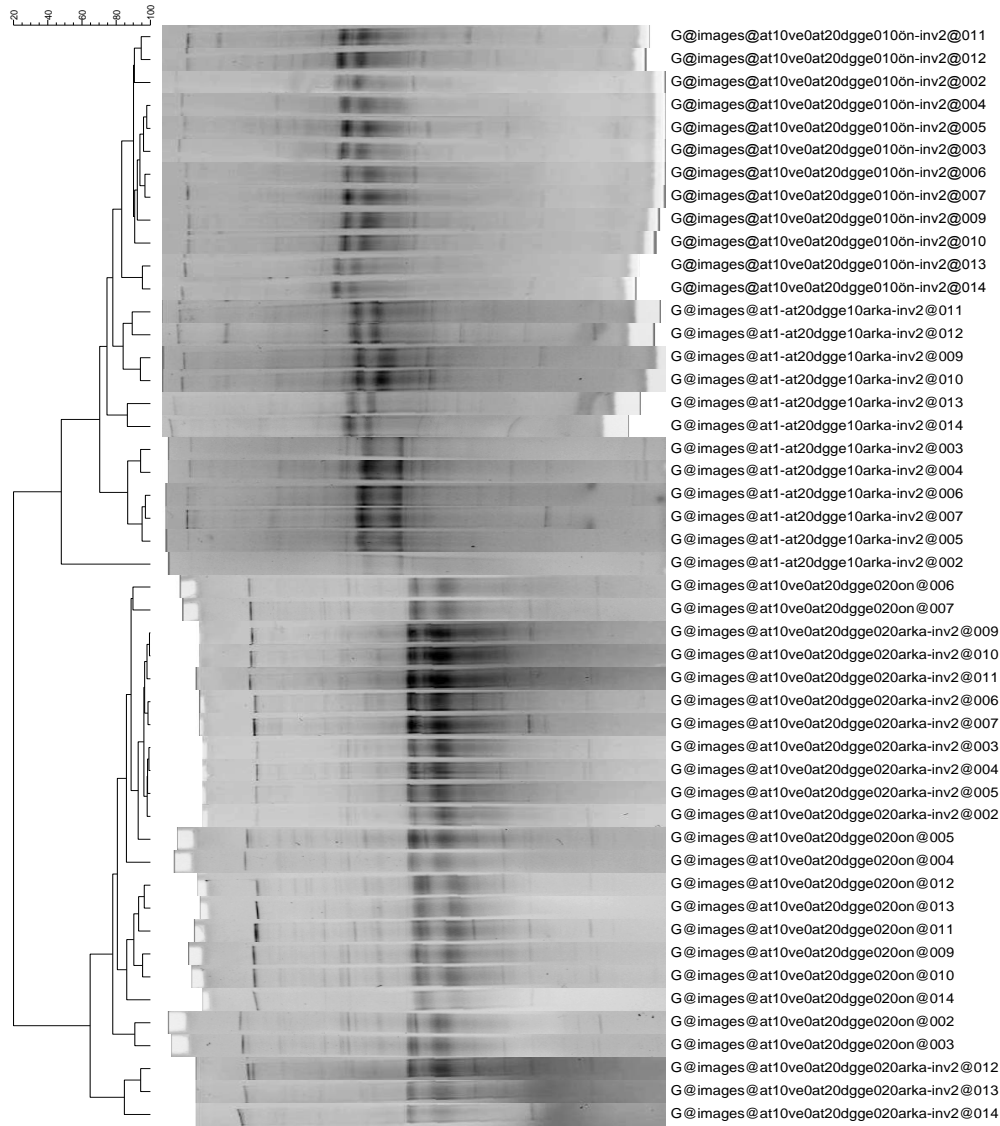 20
40
60
80
100
G@images@at10ve0at20dgge010ön-inv2@011
G@images@at10ve0at20dgge010ön-inv2@012
G@images@at10ve0at20dgge010ön-inv2@002
G@images@at10ve0at20dgge010ön-inv2@004
G@images@at10ve0at20dgge010ön-inv2@005
G@images@at10ve0at20dgge010ön-inv2@003
G@images@at10ve0at20dgge010ön-inv2@006
G@images@at10ve0at20dgge010ön-inv2@007
G@images@at10ve0at20dgge010ön-inv2@009
G@images@at10ve0at20dgge010ön-inv2@010
G@images@at10ve0at20dgge010ön-inv2@013
G@images@at10ve0at20dgge010ön-inv2@014
G@images@at1-at20dgge10arka-inv2@011
G@images@at1-at20dgge10arka-inv2@012
G@images@at1-at20dgge10arka-inv2@009
G@images@at1-at20dgge10arka-inv2@010
G@images@at1-at20dgge10arka-inv2@013
G@images@at1-at20dgge10arka-inv2@014
G@images@at1-at20dgge10arka-inv2@003
G@images@at1-at20dgge10arka-inv2@004
G@images@at1-at20dgge10arka-inv2@006
G@images@at1-at20dgge10arka-inv2@007
G@images@at1-at20dgge10arka-inv2@005
G@images@at1-at20dgge10arka-inv2@002
G@images@at10ve0at20dgge020on@006
G@images@at10ve0at20dgge020on@007
G@images@at10ve0at20dgge020arka-inv2@009
G@images@at10ve0at20dgge020arka-inv2@010
G@images@at10ve0at20dgge020arka-inv2@011
G@images@at10ve0at20dgge020arka-inv2@006
G@images@at10ve0at20dgge020arka-inv2@007
G@images@at10ve0at20dgge020arka-inv2@003
G@images@at10ve0at20dgge020arka-inv2@004
G@images@at10ve0at20dgge020arka-inv2@005
G@images@at10ve0at20dgge020arka-inv2@002
G@images@at10ve0at20dgge020on@005
G@images@at10ve0at20dgge020on@004
G@images@at10ve0at20dgge020on@012
G@images@at10ve0at20dgge020on@013
G@images@at10ve0at20dgge020on@011
G@images@at10ve0at20dgge020on@009
G@images@at10ve0at20dgge020on@010
G@images@at10ve0at20dgge020on@014
G@images@at10ve0at20dgge020on@002
G@images@at10ve0at20dgge020on@003
G@images@at10ve0at20dgge020arka-inv2@012
G@images@at10ve0at20dgge020arka-inv2@013
G@images@at10ve0at20dgge020arka-inv2@014